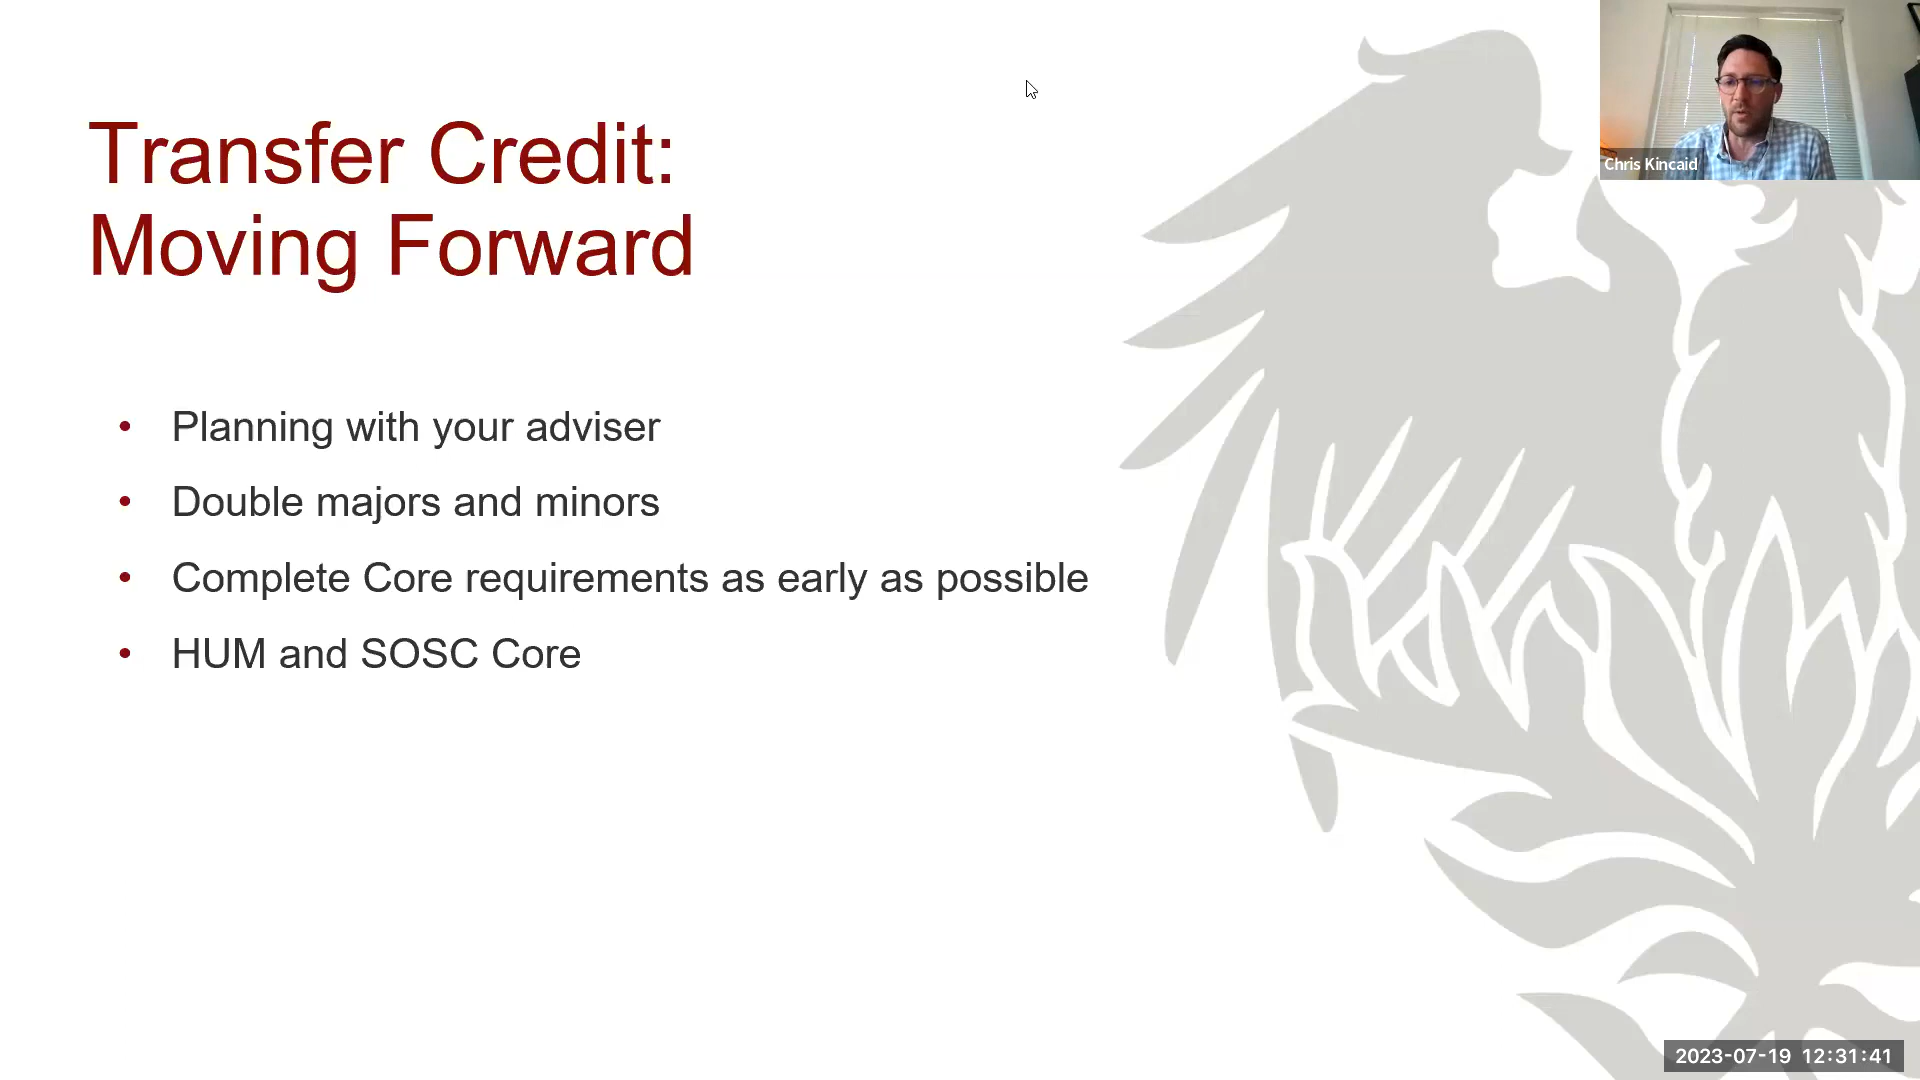 Transfer Credit:
Moving Forward
• Planning with your adviser
• Double majors and minors
• Complete Core requirements as early as possible
• HUM and SOSC Core
Chris Kincaid
2023-07-19 12:31:41